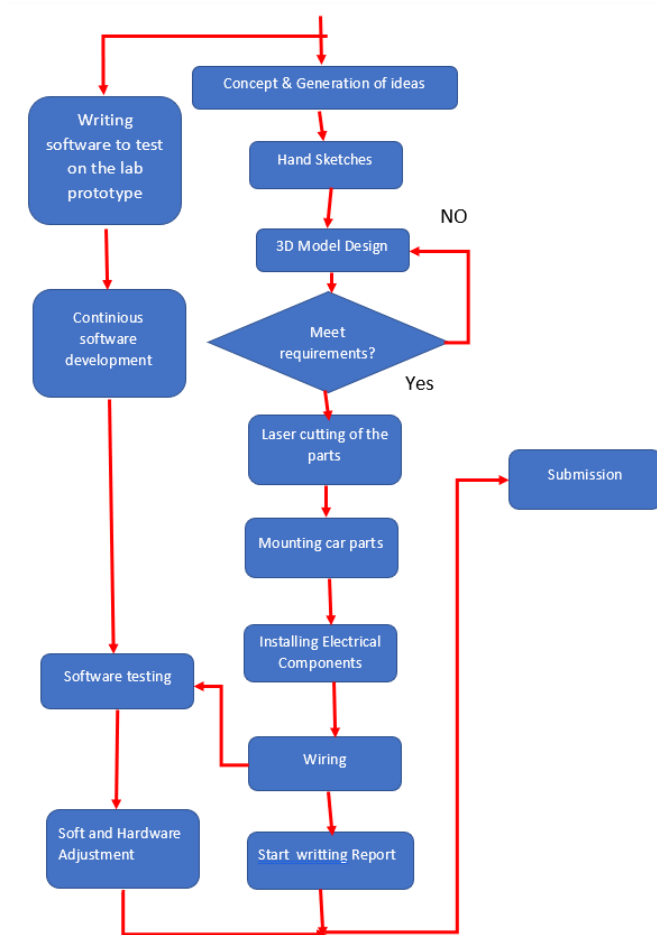 Concept & Generation of ideas
Writing
software to test
on the lab
prototype
Hand Sketches
NO
3D Model Design
Continious
software
development
Meet
requirements?
Yes
Laser cutting of the
parts
Submission
Mounting car parts
Installing Electrical
Components
Software testing
Wiring
Soft and Hardware
Adjustment
Start writting Report